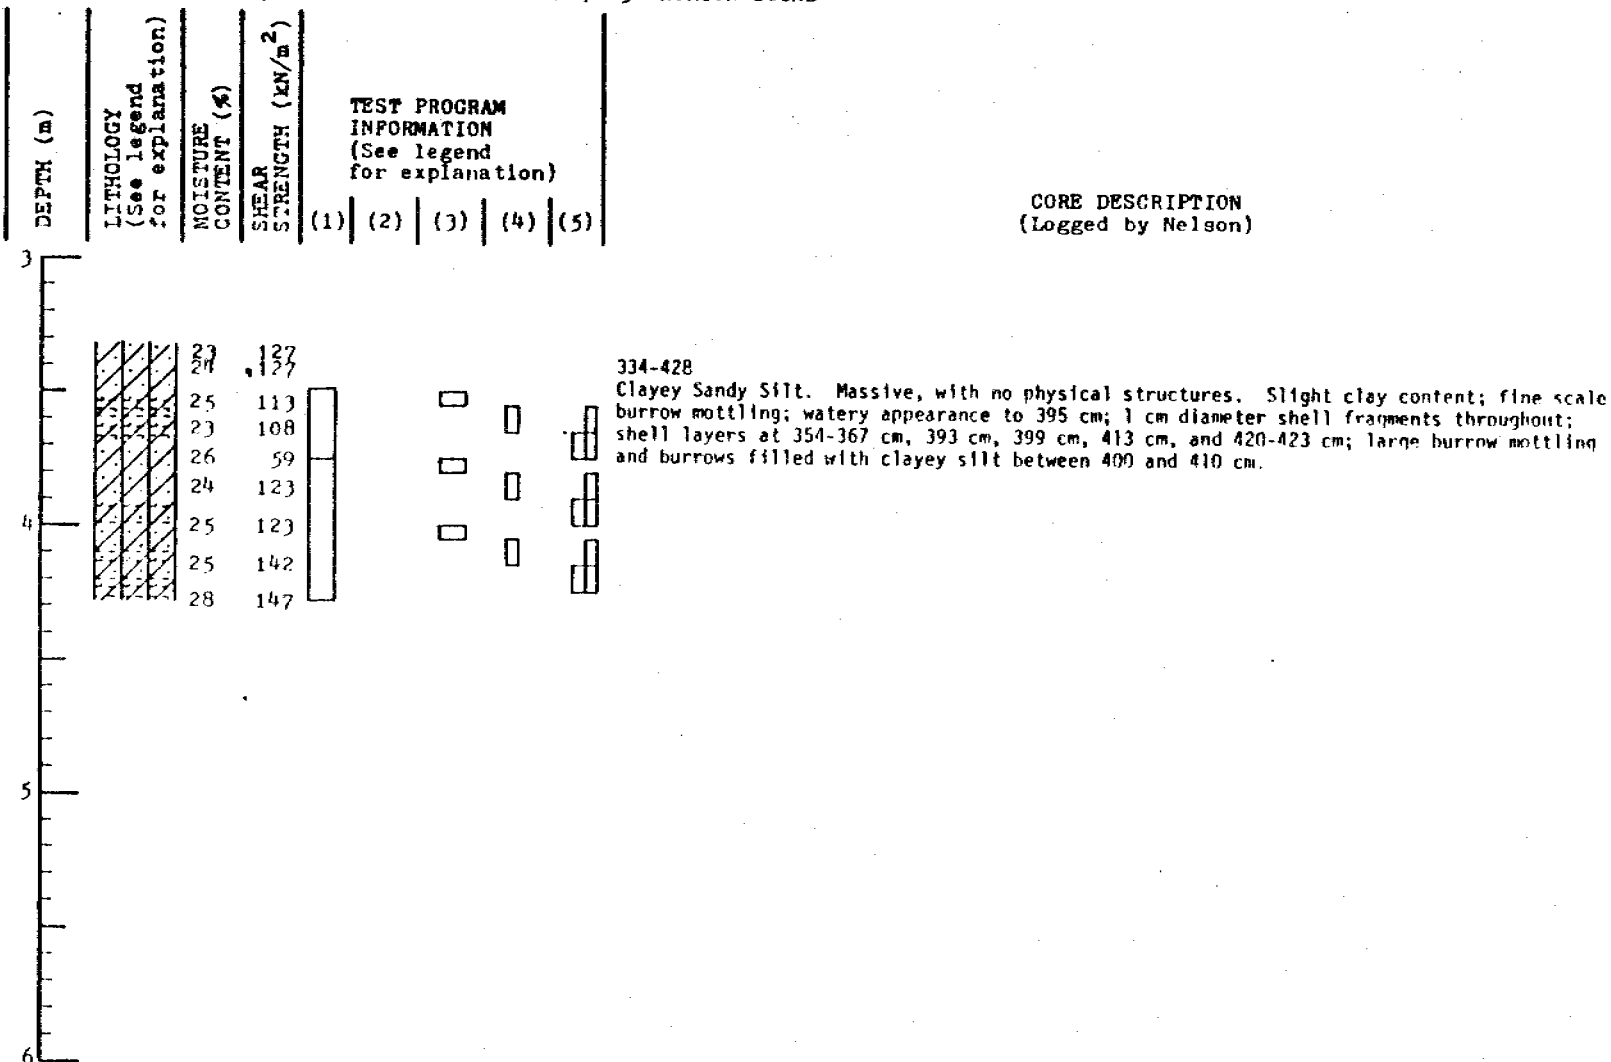 DEPTH (m)
LITHOLOGY
(See legend
for explanation)
MOISTURE
CONTENT (%)
SHEAR
STRENGTH (kN/m²)
TEST PROGRAM
INFORMATION
(See legend
for explanation)
(1) (2) (3) (4) (5)
CORE DESCRIPTION
(Logged by Nelson)
3
23 127
24 127
334-428
Clayey Sandy Silt. Massive, with no physical structures. Slight clay content; fine scale
burrow mottling; watery appearance to 395 cm; 1 cm diameter shell fragments throughout;
shell layers at 354-367 cm, 393 cm, 399 cm, 413 cm, and 420-423 cm; large burrow mottling
and burrows filled with clayey silt between 400 and 410 cm.
25 113
23 108
26 59
24 123
4
25 123
25 142
28 147
5
6